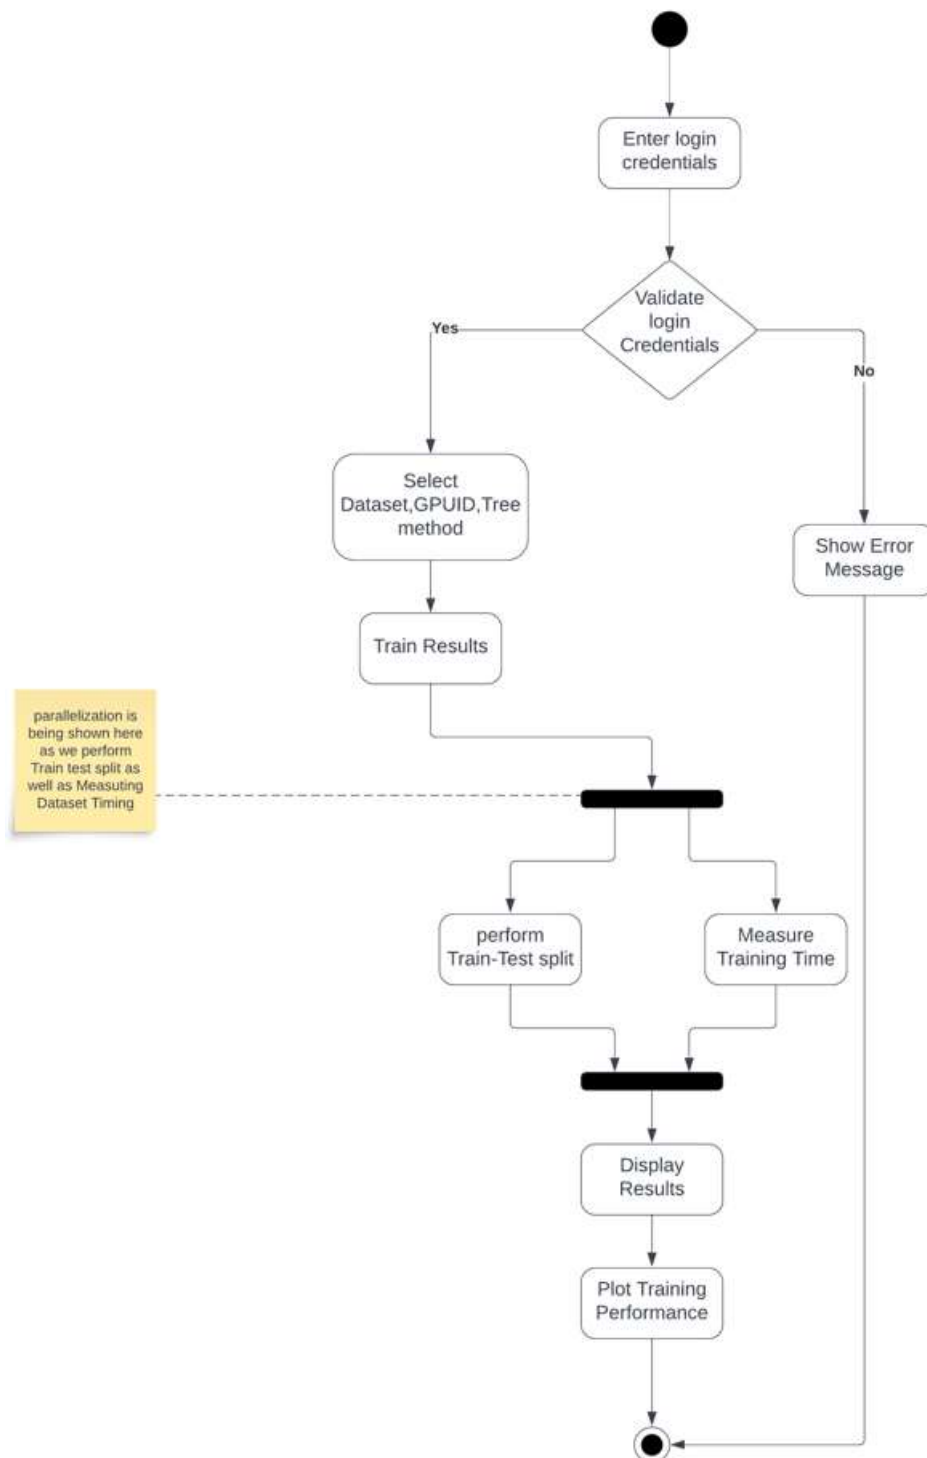 Enter login
credentials
Validate
login
Credentials
Yes
No
Select
Dataset,GPUID,Tree
method
Show Error
Message
Train Results
parallelization is
being shown here
as we perform
Train test split as
well as Measuting
Dataset Timing
perform
Train-Test split
Measure
Training Time
Display
Results
Plot Training
Performance